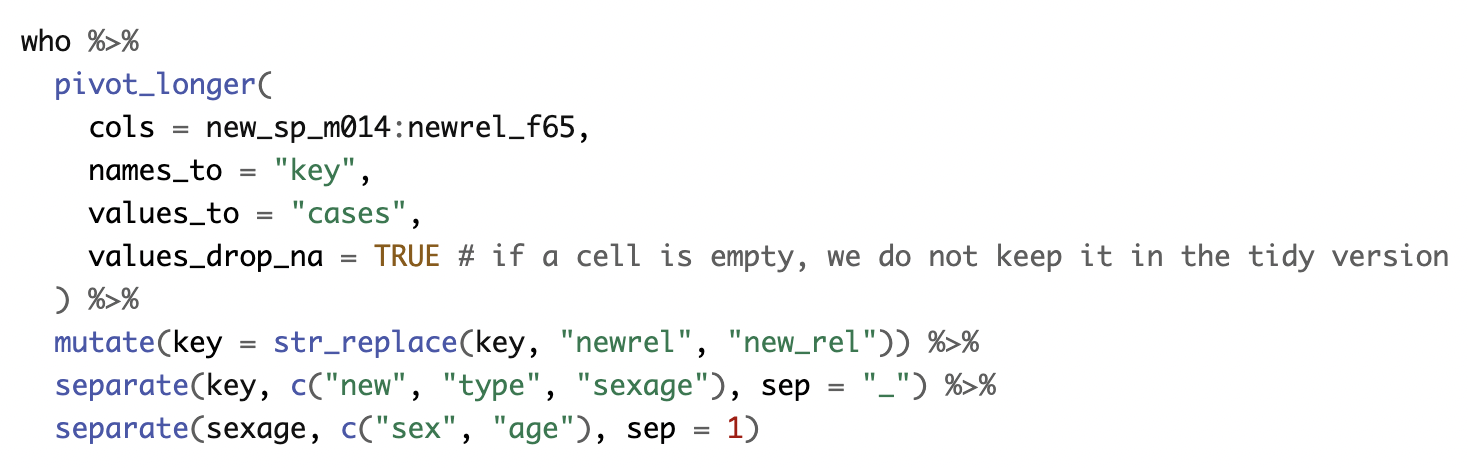 who %>%
  pivot_longer(
    cols = new_sp_m014:newrel_f65,
    names_to = "key",
    values_to = "cases",
    values_drop_na = TRUE # if a cell is empty, we do not keep it in the tidy version
  ) %>%
  mutate(key = str_replace(key, "newrel", "new_rel")) %>%
  separate(key, c("new", "type", "sexage"), sep = "_") %>%
  separate(sexage, c("sex", "age"), sep = 1)